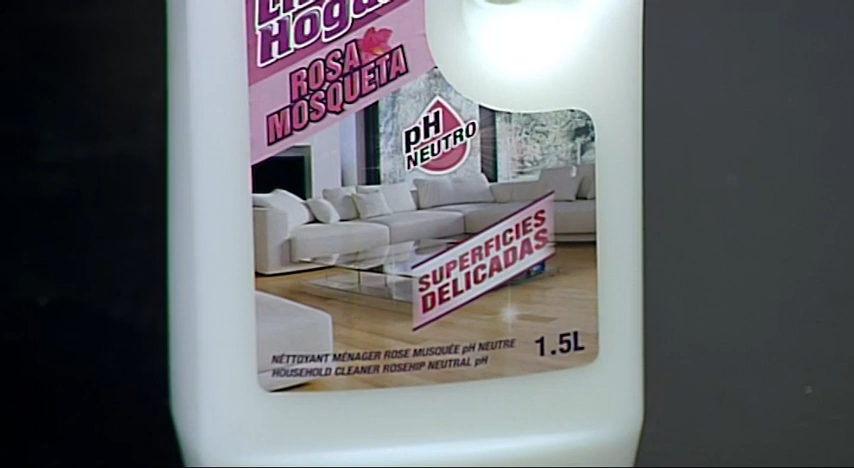 Hogar
ROSA
MOSQUETA
pH
NEUTRO
SUPERFICIES
DELICADAS
NÉTTOYANT MÉNAGER ROSE MUSQUÉE pH NEUTRE
HOUSEHOLD CLEANER ROSEHIP NEUTRAL pH
1.5L